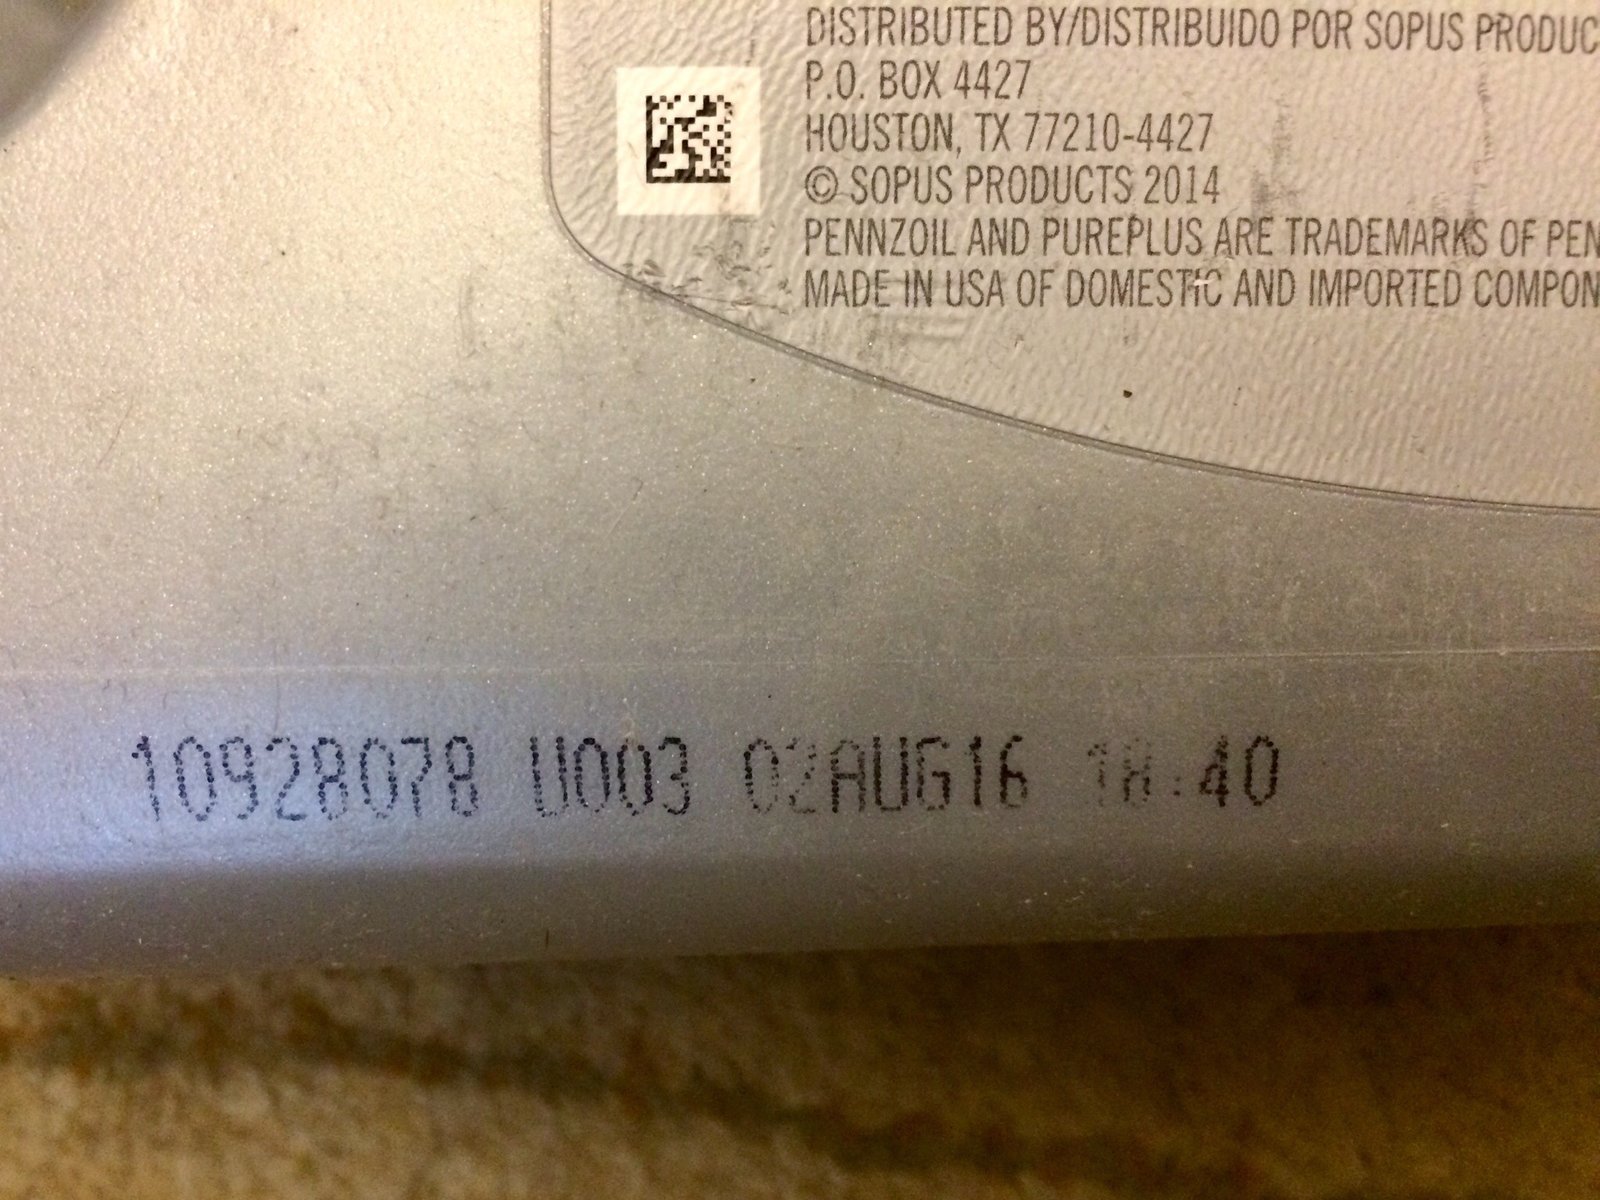 DISTRIBUTED BY/DISTRIBUIDO POR SOPUS PRODUC
P.O. BOX 4427
HOUSTON, TX 77210-4427
© SOPUS PRODUCTS 2014
PENNZOIL AND PUREPLUS ARE TRADEMARKS OF PEN
MADE IN USA OF DOMESTIC AND IMPORTED COMPON
10928078 U003 02AUG16 18:40